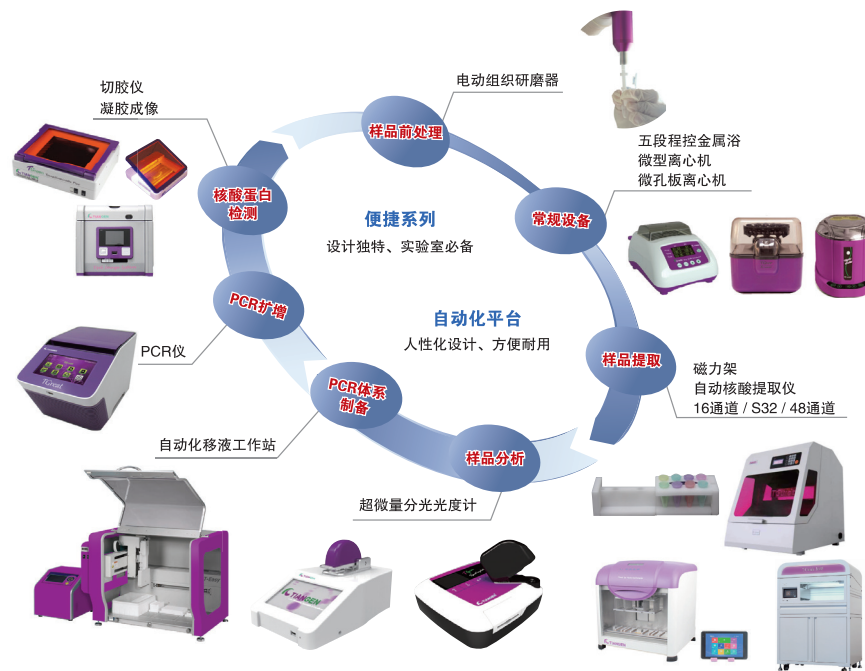 电动组织研磨器
切胶仪
凝胶成像
样品前处理
五段程控金属浴
微型离心机
微孔板离心机
核酸蛋白
检测
便捷系列
设计独特、实验室必备
常规设备
PCR扩增
自动化平台
人性化设计、方便耐用
PCR仪
样品提取
磁力架
自动核酸提取仪
16通道 / S32 / 48通道
PCR体系
制备
自动化移液工作站
样品分析
超微量分光光度计
TIANGEN